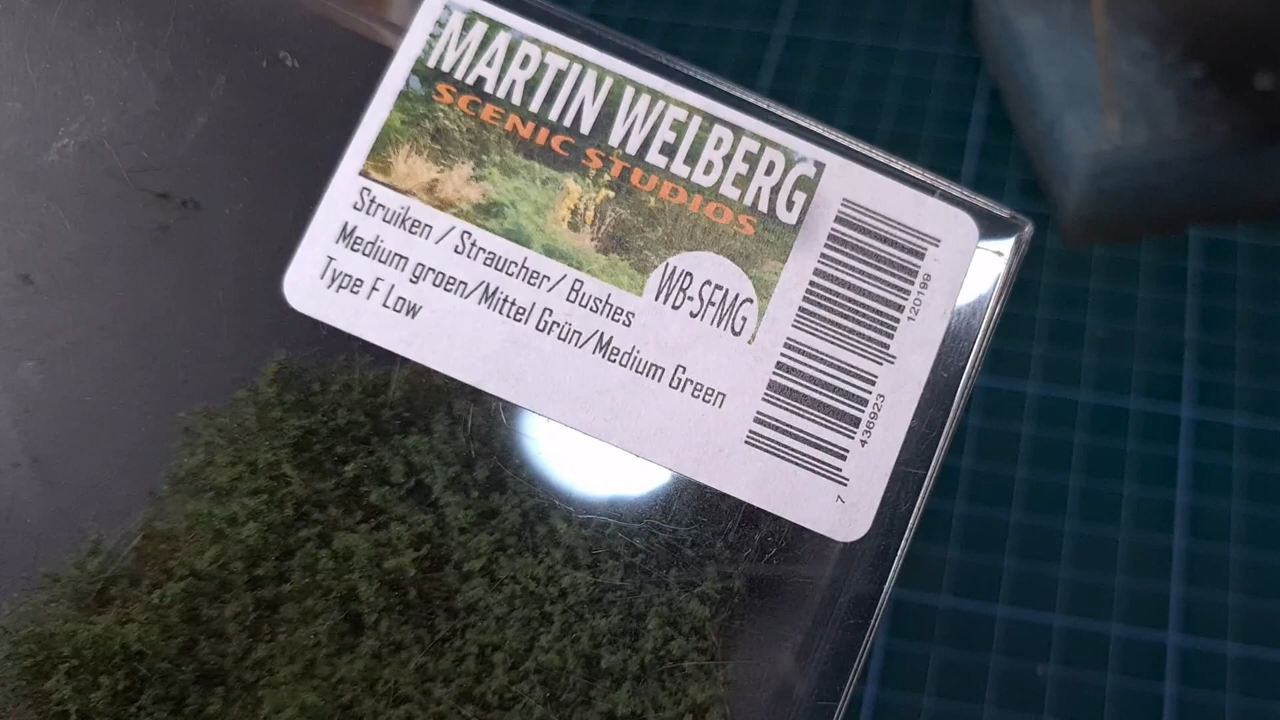 MARTIN WELBERG
SCENIC STUDIOS
WB-SFMG
Struiken / Straucher/ Bushes
Medium groen/Mittel Grün/Medium Green
Type F Low
7 438923 120199